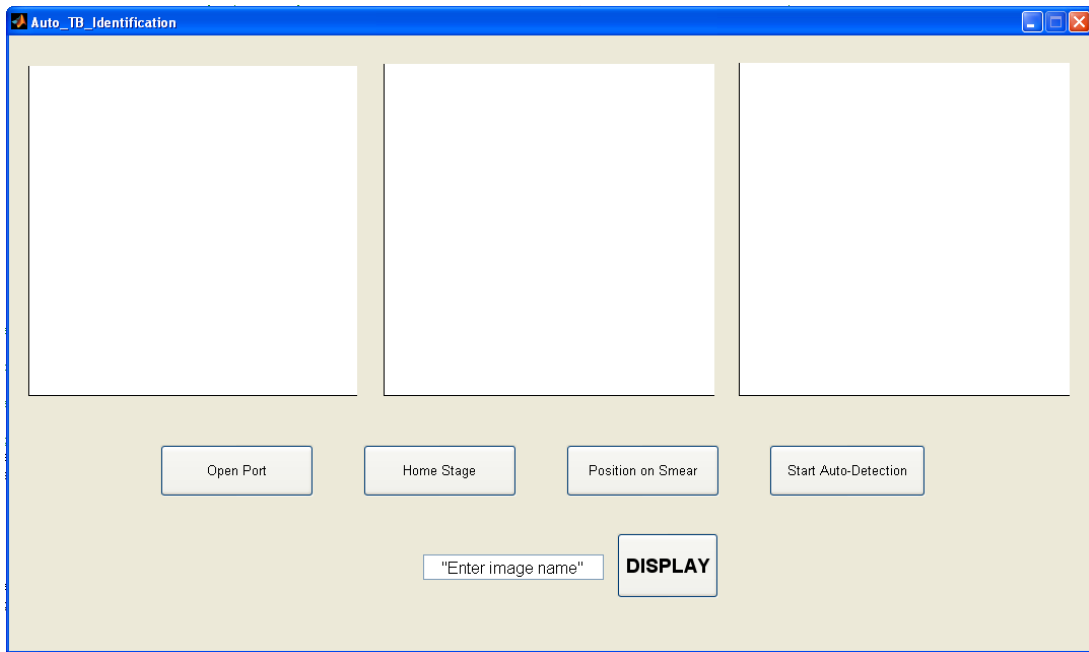 Auto_TB_Identification
Open Port
Home Stage
Position on Smear
Start Auto-Detection
"Enter image name"
DISPLAY